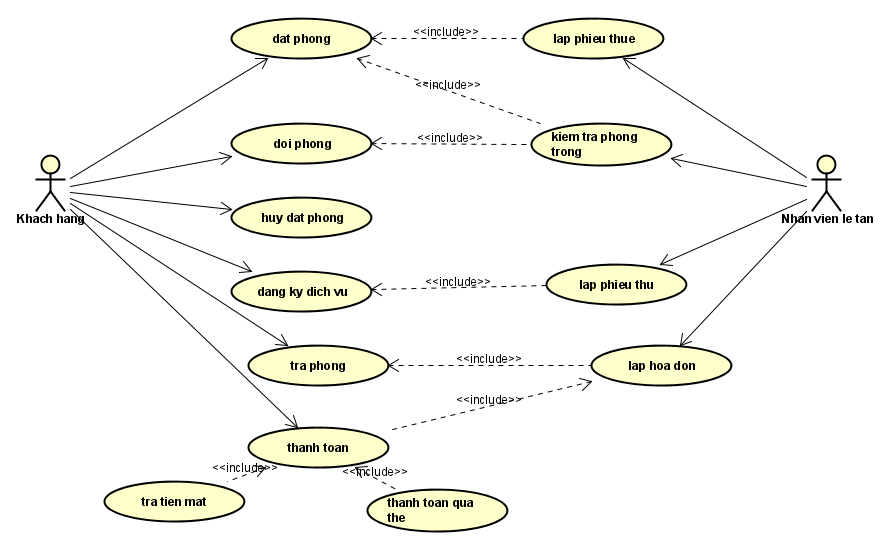 dat phong
<<include>>
lap phieu thue
<<include>>
doi phong
<<include>>
kiem tra phong
trong
Khach hang
huy dat phong
Nhan vien le tan
dang ky dich vu
<<include>>
lap phieu thu
tra phong
<<include>>
lap hoa don
<<include>>
thanh toan
<<include>>
<<include>>
tra tien mat
thanh toan qua
the